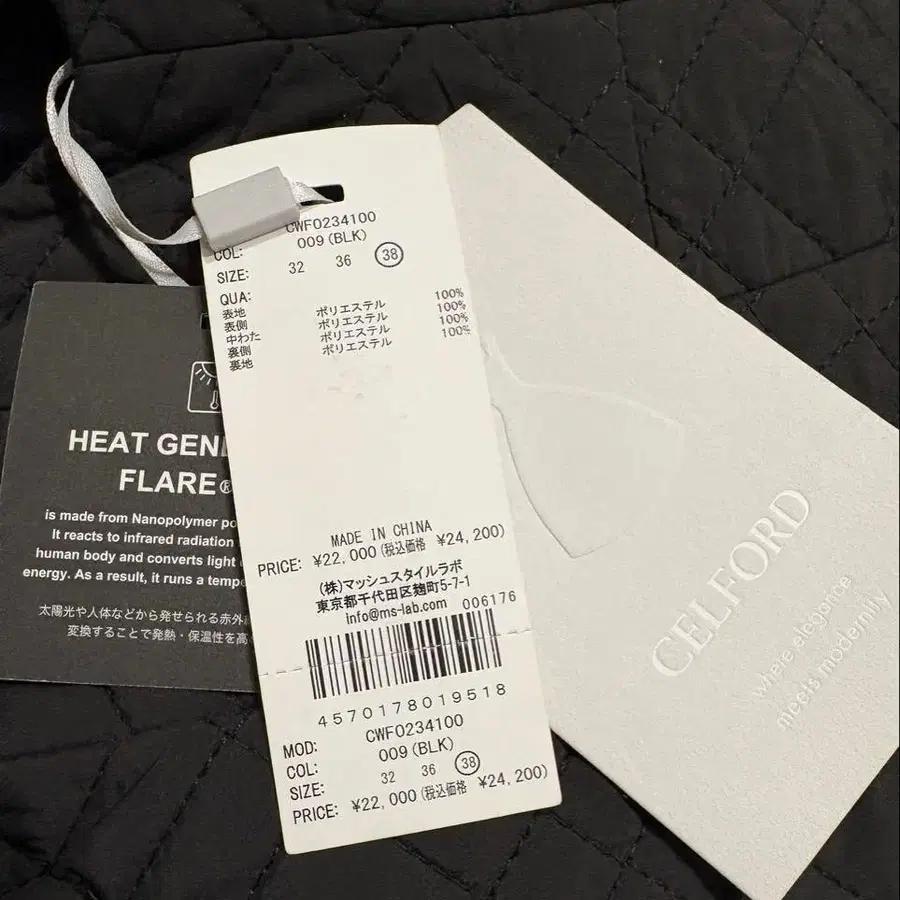 CWF0234100
COL: 009(BLK)
SIZE: 32 36 38
QUA:
表地 ポリエステル 100%
表側 ポリエステル 100%
中わた ポリエステル 100%
裏側 ポリエステル 100%
裏地
MADE IN CHINA
PRICE: ¥22,000(税込価格 ¥24,200)
(株)マッシュスタイルラボ
東京都千代田区麹町5-7-1
info@ms-lab.com 006176
4570178019518
MOD: CWF0234100
COL: 009(BLK)
SIZE: 32 36 38
PRICE: ¥22,000(税込価格 ¥24,200)
HEAT GEN
FLARE®
is made from Nanopolymer po
It reacts to infrared radiation
human body and converts light
energy. As a result, it runs a tempe
太陽光や人体などから発せられる赤外
変換することで発熱・保温性を高
CELFORD
where elegance
meets modernity